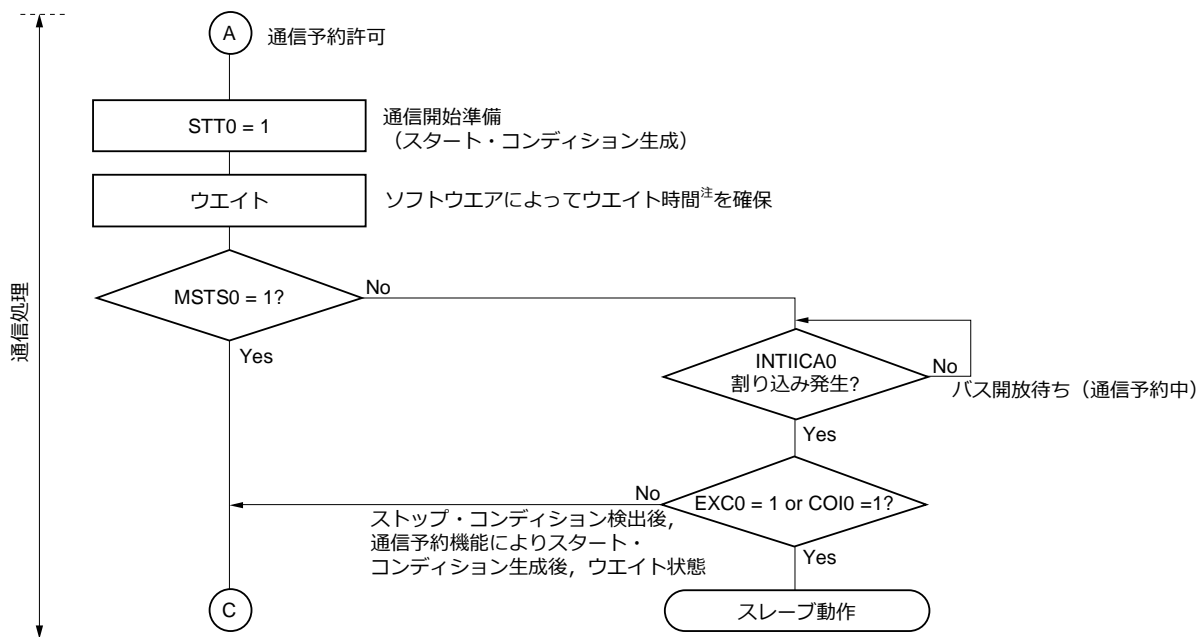 A
通信予約許可
STT0 = 1
通信開始準備
（スタート・コンディション生成）
ウエイト
ソフトウエアによってウエイト時間注を確保
MSTS0 = 1?
No
Yes
通信処理
INTIICA0
割り込み発生?
No
バス開放待ち（通信予約中）
Yes
EXC0 = 1 or COI0 =1?
No
ストップ・コンディション検出後，
通信予約機能によりスタート・
コンディション生成後，ウエイト状態
Yes
C
スレーブ動作